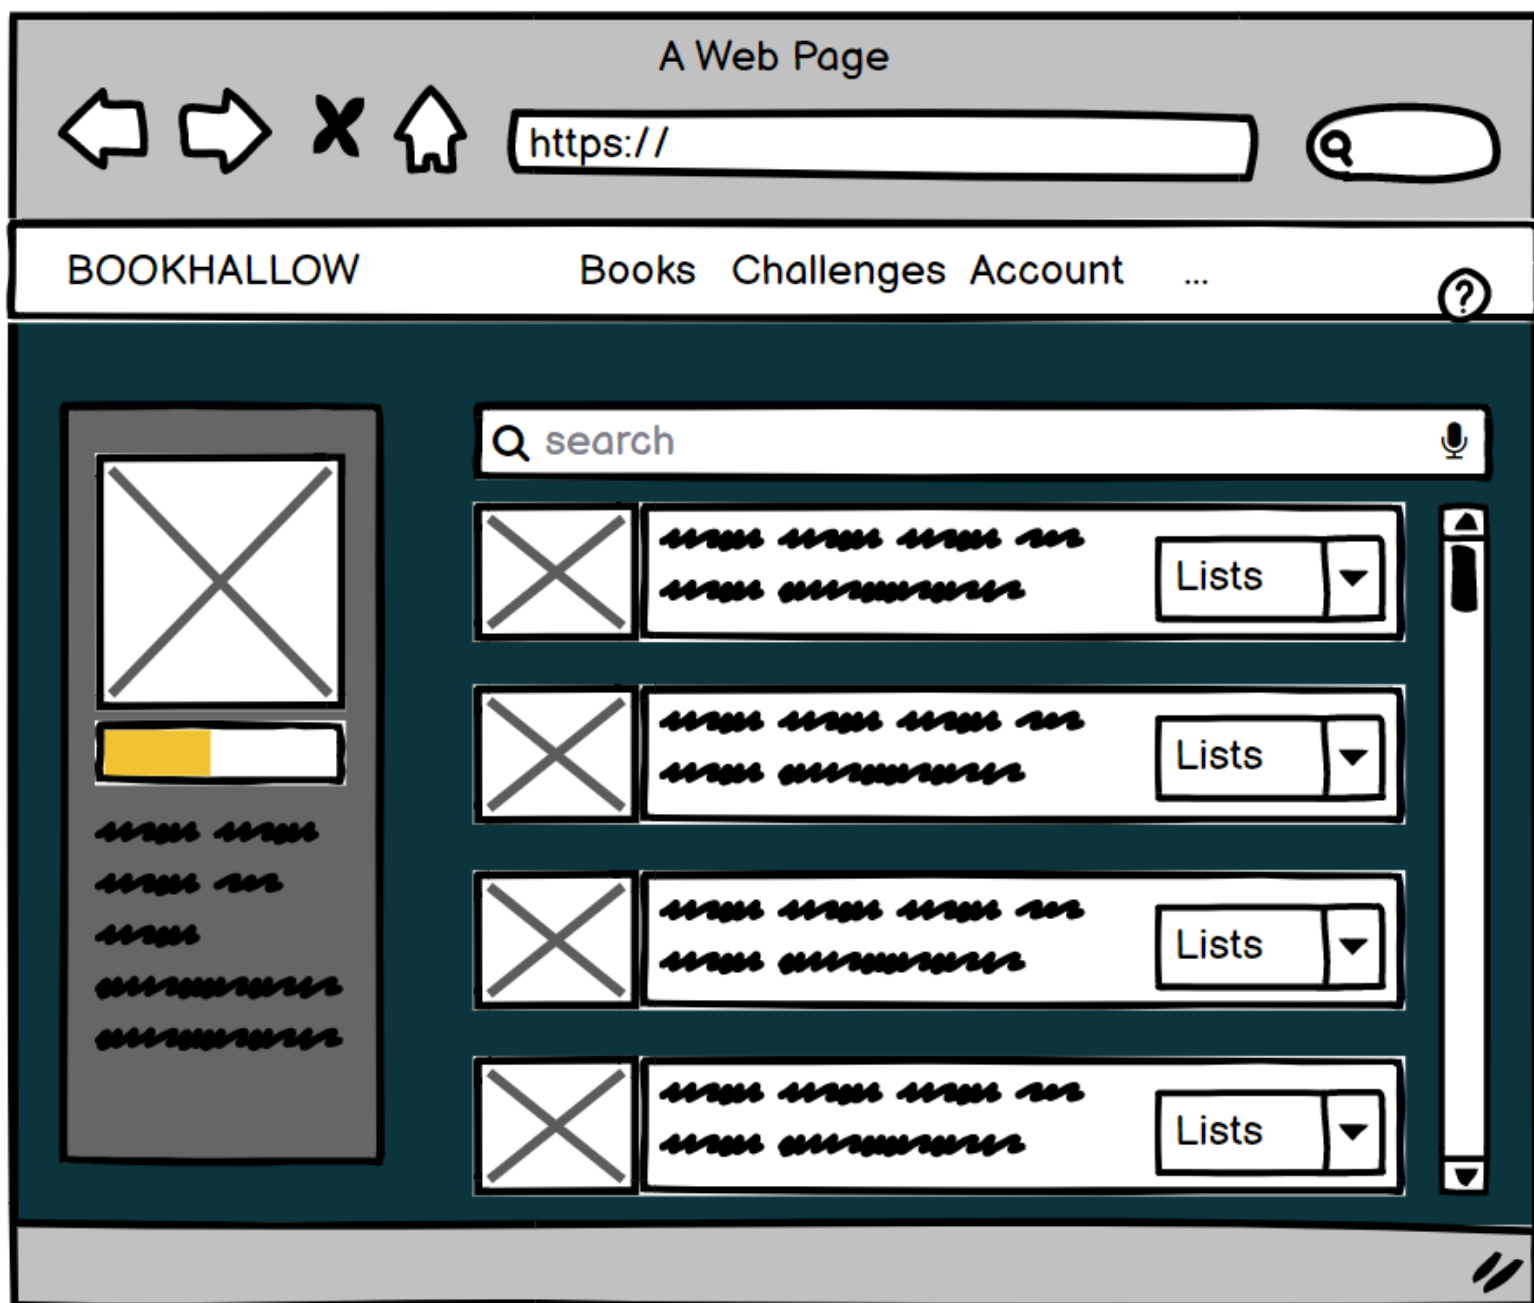 A Web Page
https://
BOOKHALLOW Books Challenges Account ...
?
search
Lists
Lists
Lists
Lists